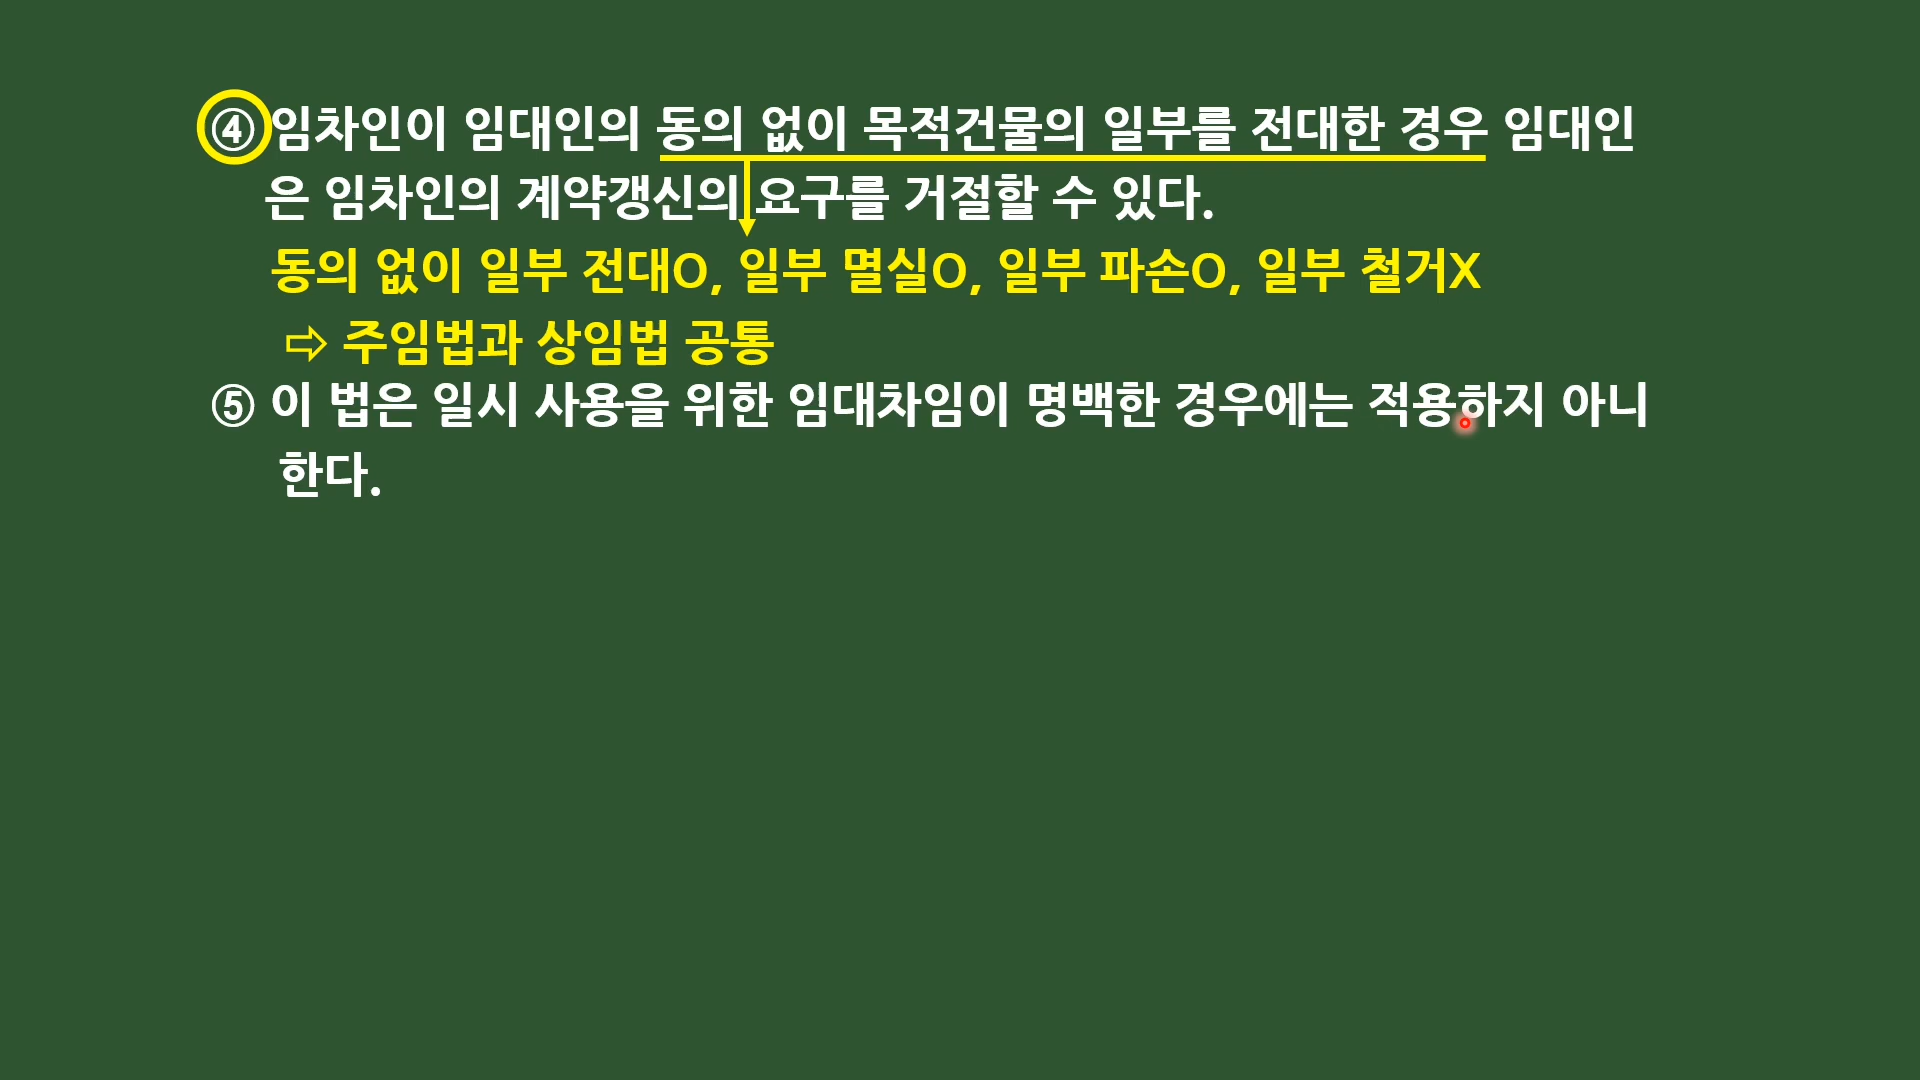 ④ 임차인이 임대인의 동의 없이 목적건물의 일부를 전대한 경우 임대인
은 임차인의 계약갱신의 요구를 거절할 수 있다.
동의 없이 일부 전대O, 일부 멸실O, 일부 파손O, 일부 철거X
⇨ 주임법과 상임법 공통
⑤ 이 법은 일시 사용을 위한 임대차임이 명백한 경우에는 적용하지 아니
한다.